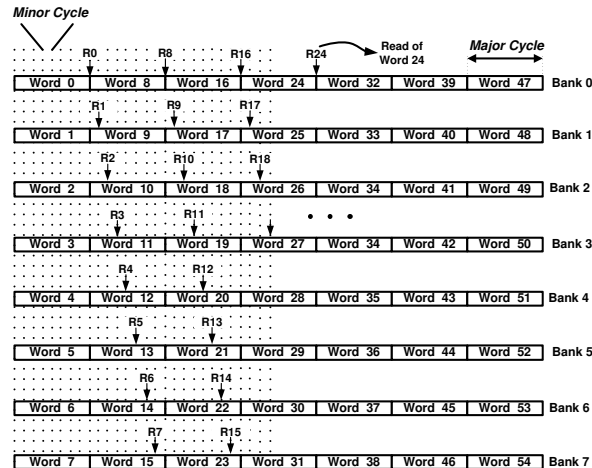 Minor Cycle
R0 R8 R16 R24 Read of Word 24 Major Cycle
Word 0 Word 8 Word 16 Word 24 Word 32 Word 39 Word 47 Bank 0
R1 R9 R17
Word 1 Word 9 Word 17 Word 25 Word 33 Word 40 Word 48 Bank 1
R2 R10 R18
Word 2 Word 10 Word 18 Word 26 Word 34 Word 41 Word 49 Bank 2
R3 R11 • • •
Word 3 Word 11 Word 19 Word 27 Word 34 Word 42 Word 50 Bank 3
R4 R12
Word 4 Word 12 Word 20 Word 28 Word 35 Word 43 Word 51 Bank 4
R5 R13
Word 5 Word 13 Word 21 Word 29 Word 36 Word 44 Word 52 Bank 5
R6 R14
Word 6 Word 14 Word 22 Word 30 Word 37 Word 45 Word 53 Bank 6
R7 R15
Word 7 Word 15 Word 23 Word 31 Word 38 Word 46 Word 54 Bank 7